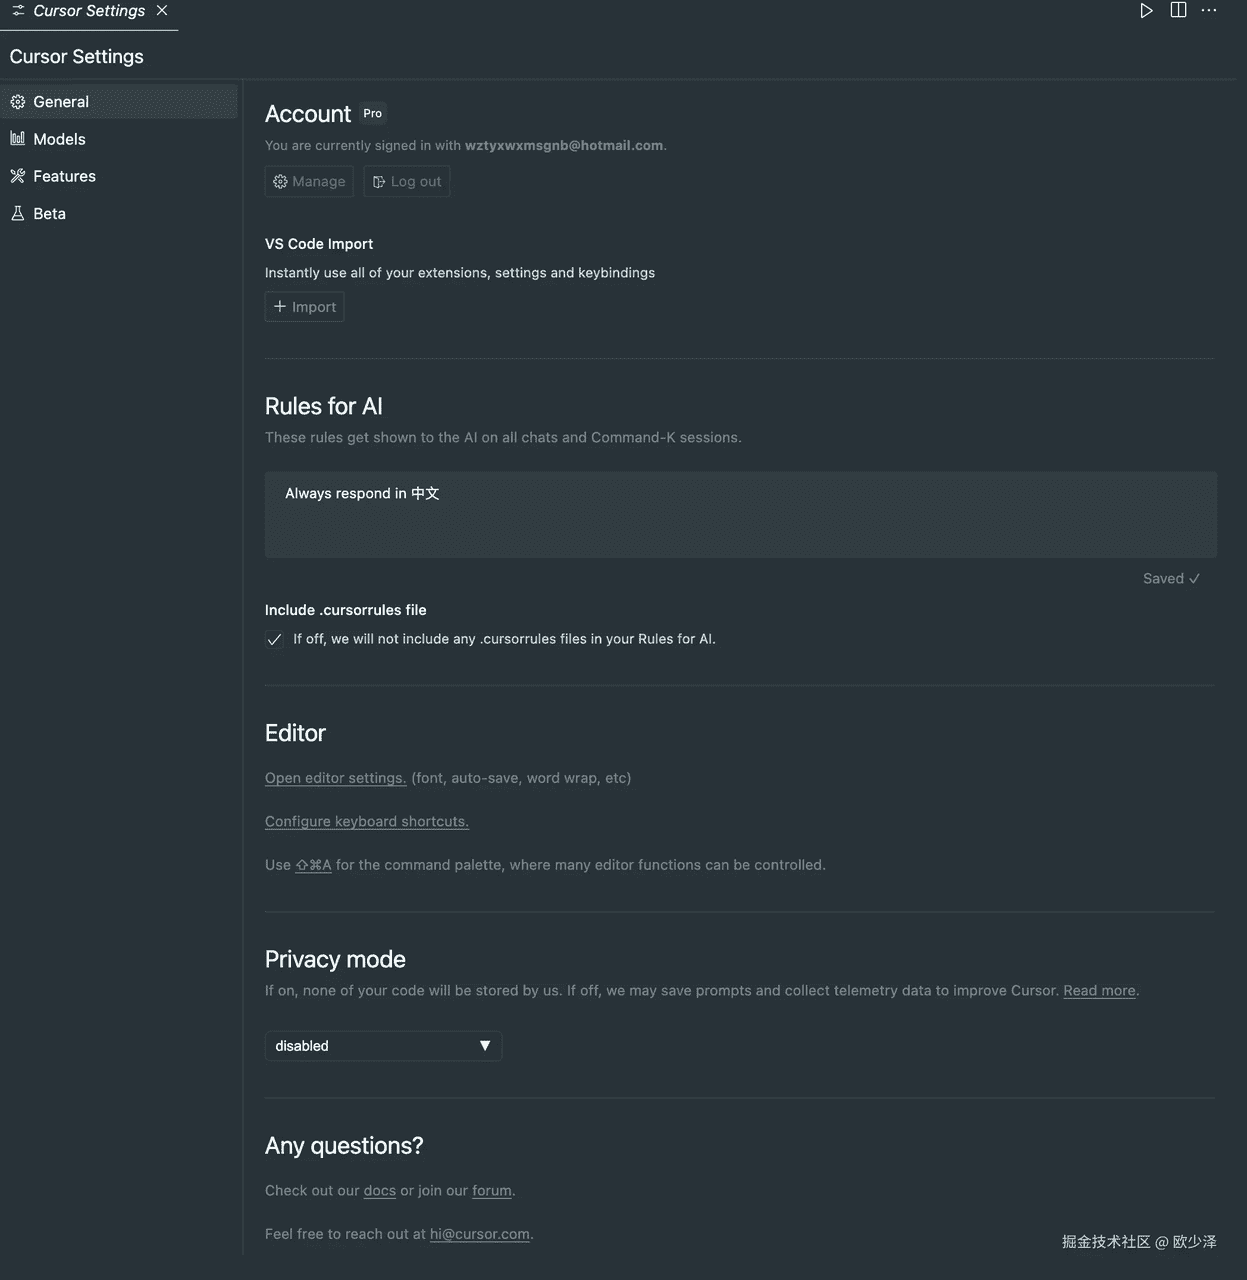 Cursor Settings
Cursor Settings
General
Models
Features
Beta
Account Pro
You are currently signed in with wztyxwxmsgnb@hotmail.com.
Manage Log out
VS Code Import
Instantly use all of your extensions, settings and keybindings
+ Import
Rules for AI
These rules get shown to the AI on all chats and Command-K sessions.
Always respond in 中文
Saved ✓
Include .cursorrules file
If off, we will not include any .cursorrules files in your Rules for AI.
Editor
Open editor settings. (font, auto-save, word wrap, etc)
Configure keyboard shortcuts.
Use ⇧⌘A for the command palette, where many editor functions can be controlled.
Privacy mode
If on, none of your code will be stored by us. If off, we may save prompts and collect telemetry data to improve Cursor. Read more.
disabled
Any questions?
Check out our docs or join our forum.
Feel free to reach out at hi@cursor.com.
掘金技术社区 @ 欧少泽